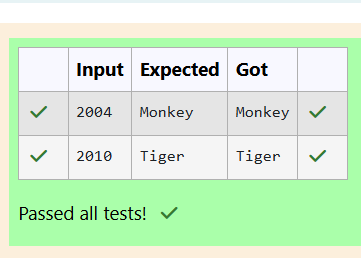 Input Expected Got
2004 Monkey Monkey
2010 Tiger Tiger
Passed all tests!